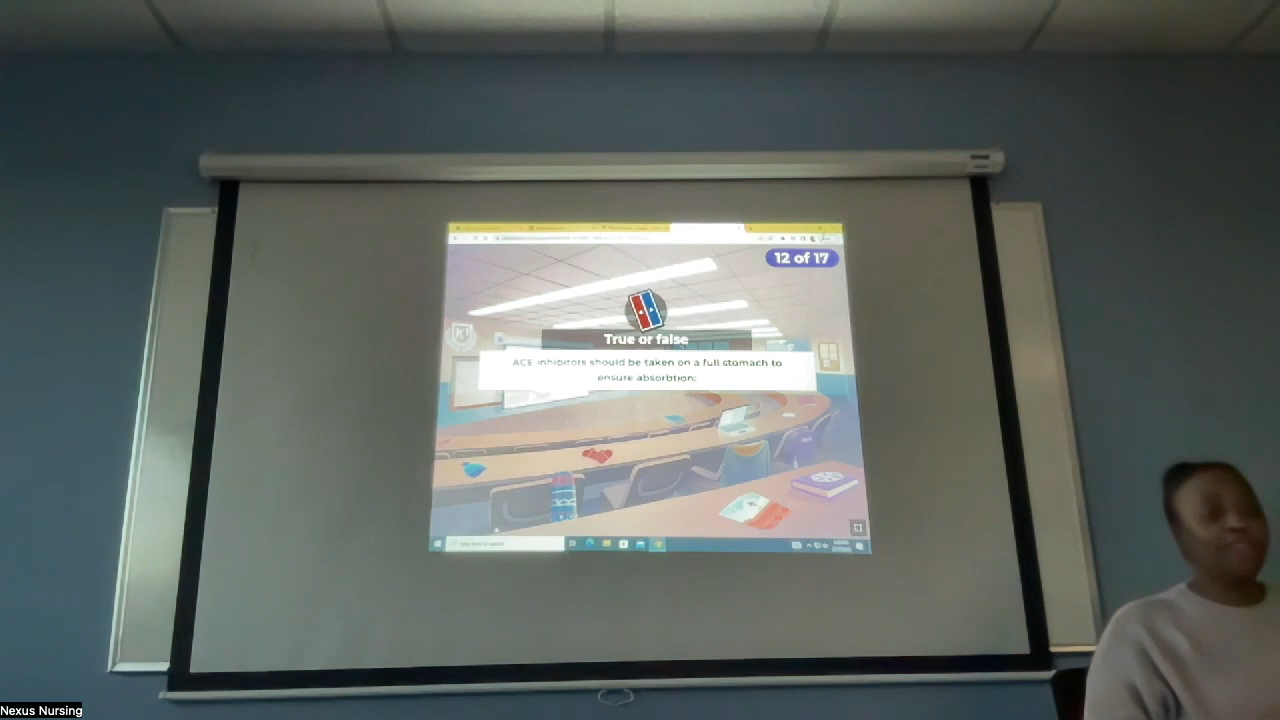 12 of 17
True or false
ACE inhibitors should be taken on a full stomach to
ensure absorbtion:
Nexus Nursing